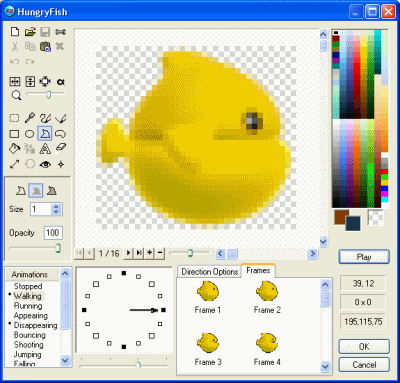 HungryFish
Size 1
Opacity 100
1 / 16
Play
Animations
Stopped
Walking
Running
Appearing
Disappearing
Bouncing
Shooting
Jumping
Falling
Direction Options Frames
Frame 1 Frame 2
Frame 3 Frame 4
39, 12
0 x 0
195,115,75
OK
Cancel